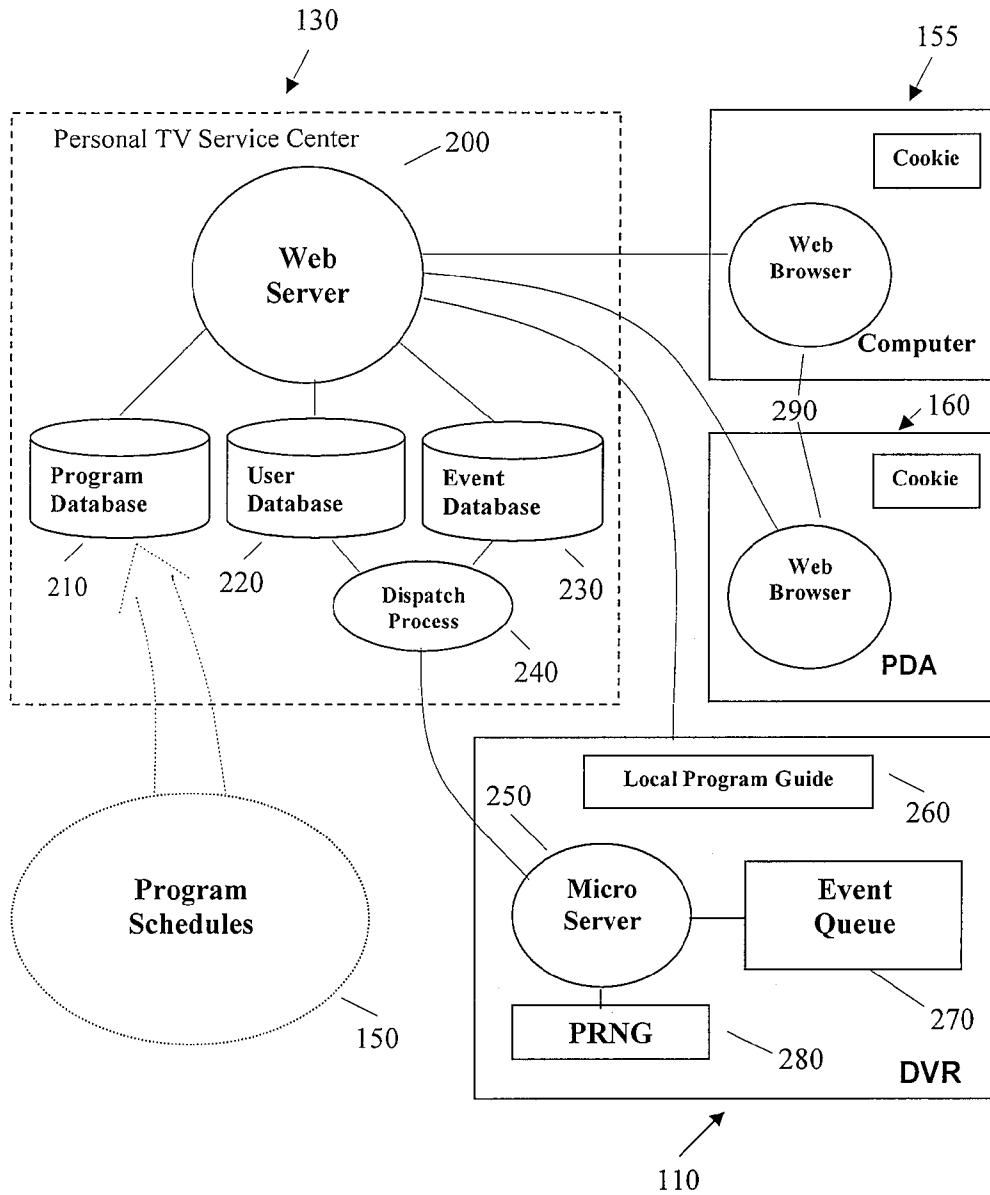 130
155
Personal TV Service Center
200
Cookie
Web
Server
Web
Browser
Computer
290
160
Program
Database
User
Database
Event
Database
Cookie
210
220
230
Dispatch
Process
240
Web
Browser
PDA
250
Local Program Guide
260
Program
Schedules
Micro
Server
Event
Queue
150
PRNG
280
270
DVR
110